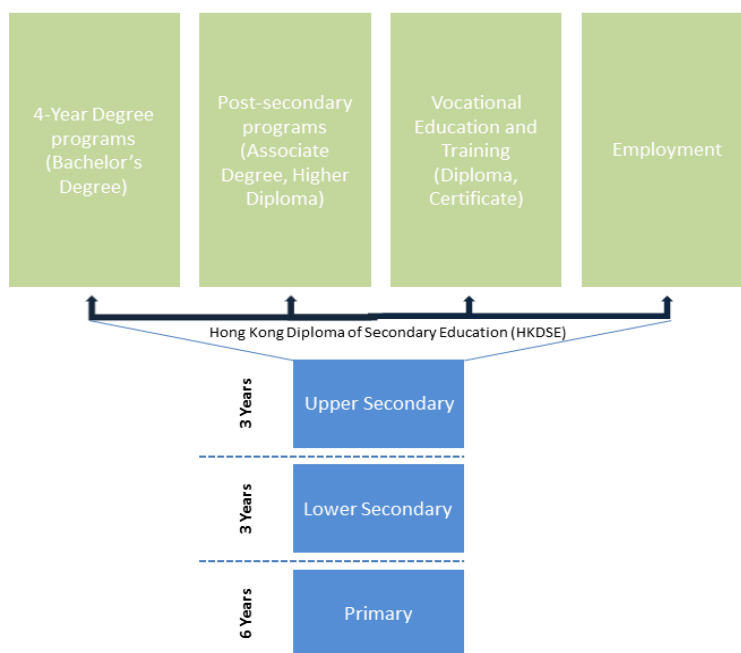 4-Year Degree
programs
(Bachelor's
Degree)
Post-secondary
programs
(Associate
Degree, Higher
Diploma)
Vocational
Education and
Training
(Diploma,
Certificate)
Employment
Hong Kong Diploma of Secondary Education (HKDSE)
3 Years
Upper Secondary
3 Years
Lower Secondary
6 Years
Primary